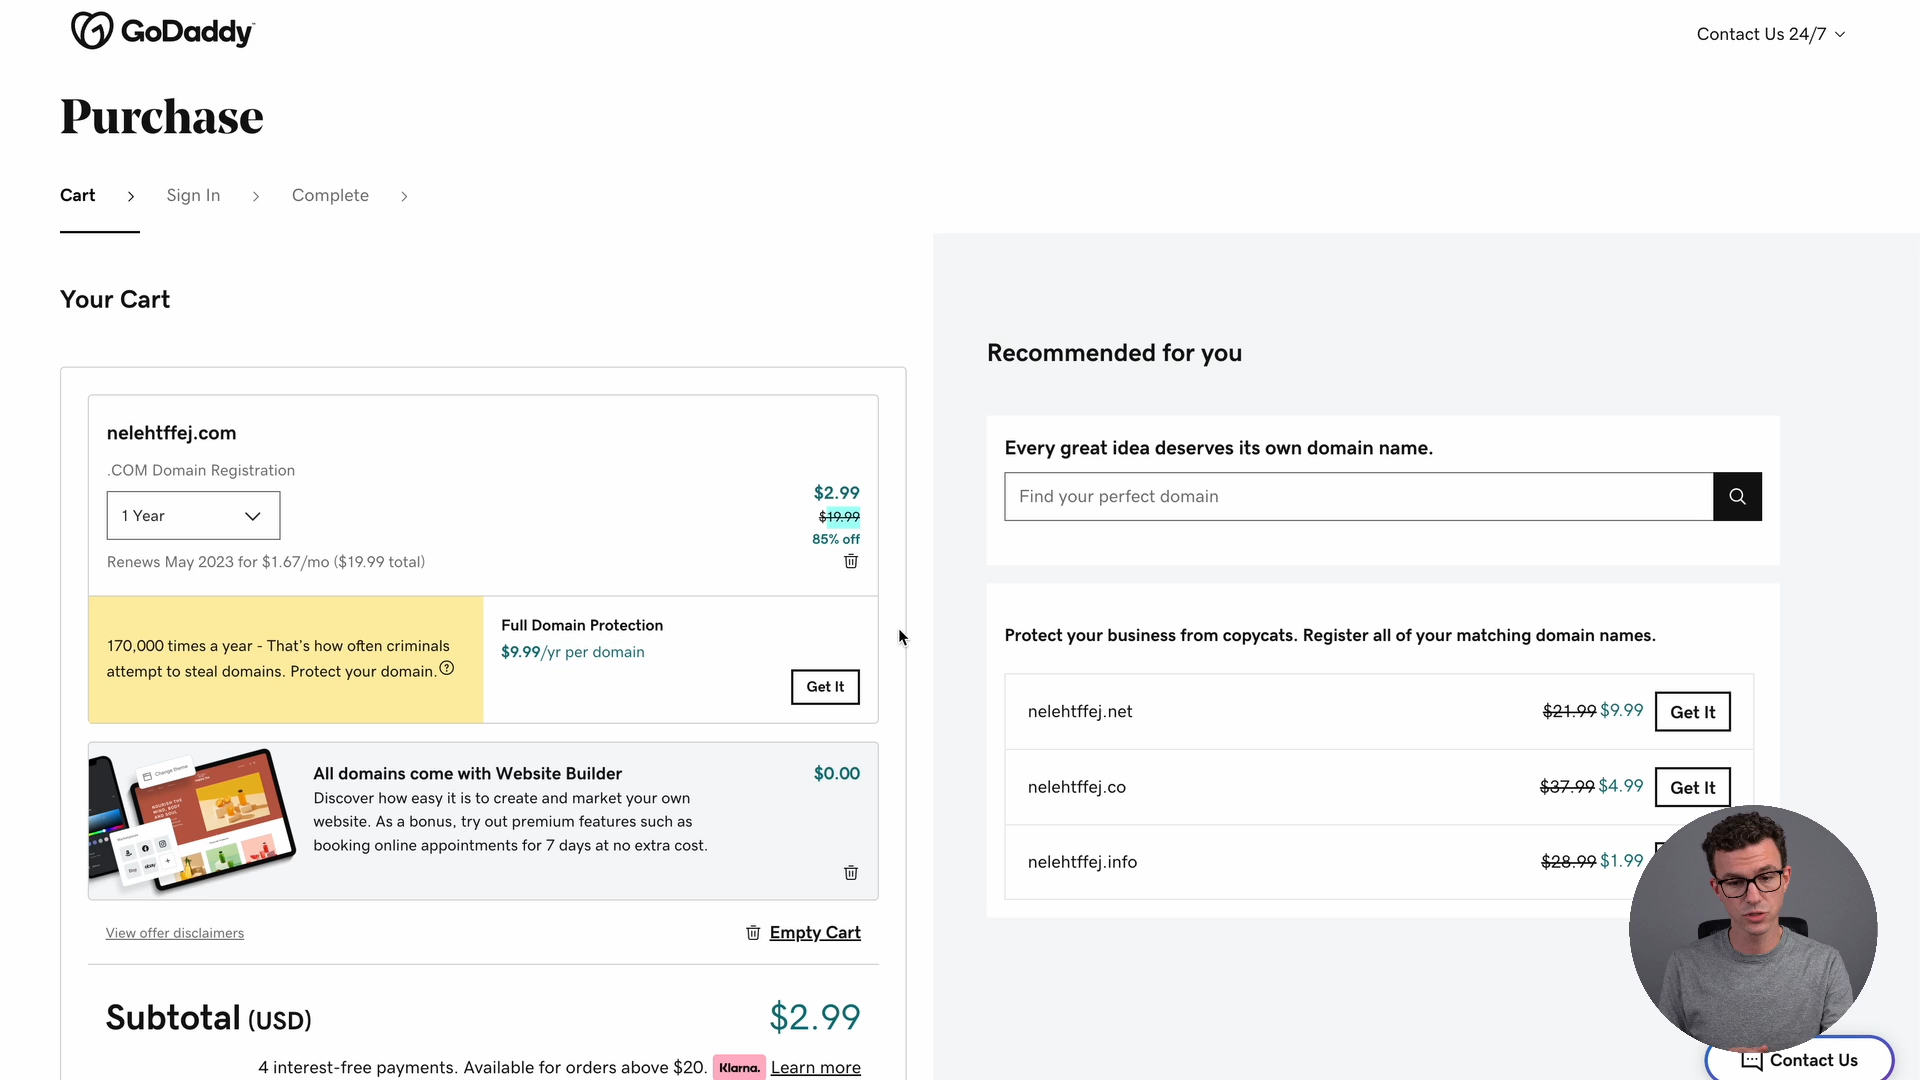 GoDaddy
Contact Us 24/7
Purchase
Cart
Sign In
Complete
Your Cart
nelehtffej.com
.COM Domain Registration
1 Year
$2.99
$19.99
85% off
Renews May 2023 for $1.67/mo ($19.99 total)
170,000 times a year - That's how often criminals
attempt to steal domains. Protect your domain.
Full Domain Protection
$9.99/yr per domain
Get It
Change theme
NOURISH THE
MIND, BODY
AND SOUL
All domains come with Website Builder
$0.00
Discover how easy it is to create and market your own
website. As a bonus, try out premium features such as
booking online appointments for 7 days at no extra cost.
View offer disclaimers
Empty Cart
Subtotal (USD)
$2.99
4 interest-free payments. Available for orders above $20. Klarna. Learn more
Recommended for you
Every great idea deserves its own domain name.
Find your perfect domain
Protect your business from copycats. Register all of your matching domain names.
nelehtffej.net
$21.99 $9.99
Get It
nelehtffej.co
$37.99 $4.99
Get It
nelehtffej.info
$28.99 $1.99
Contact Us